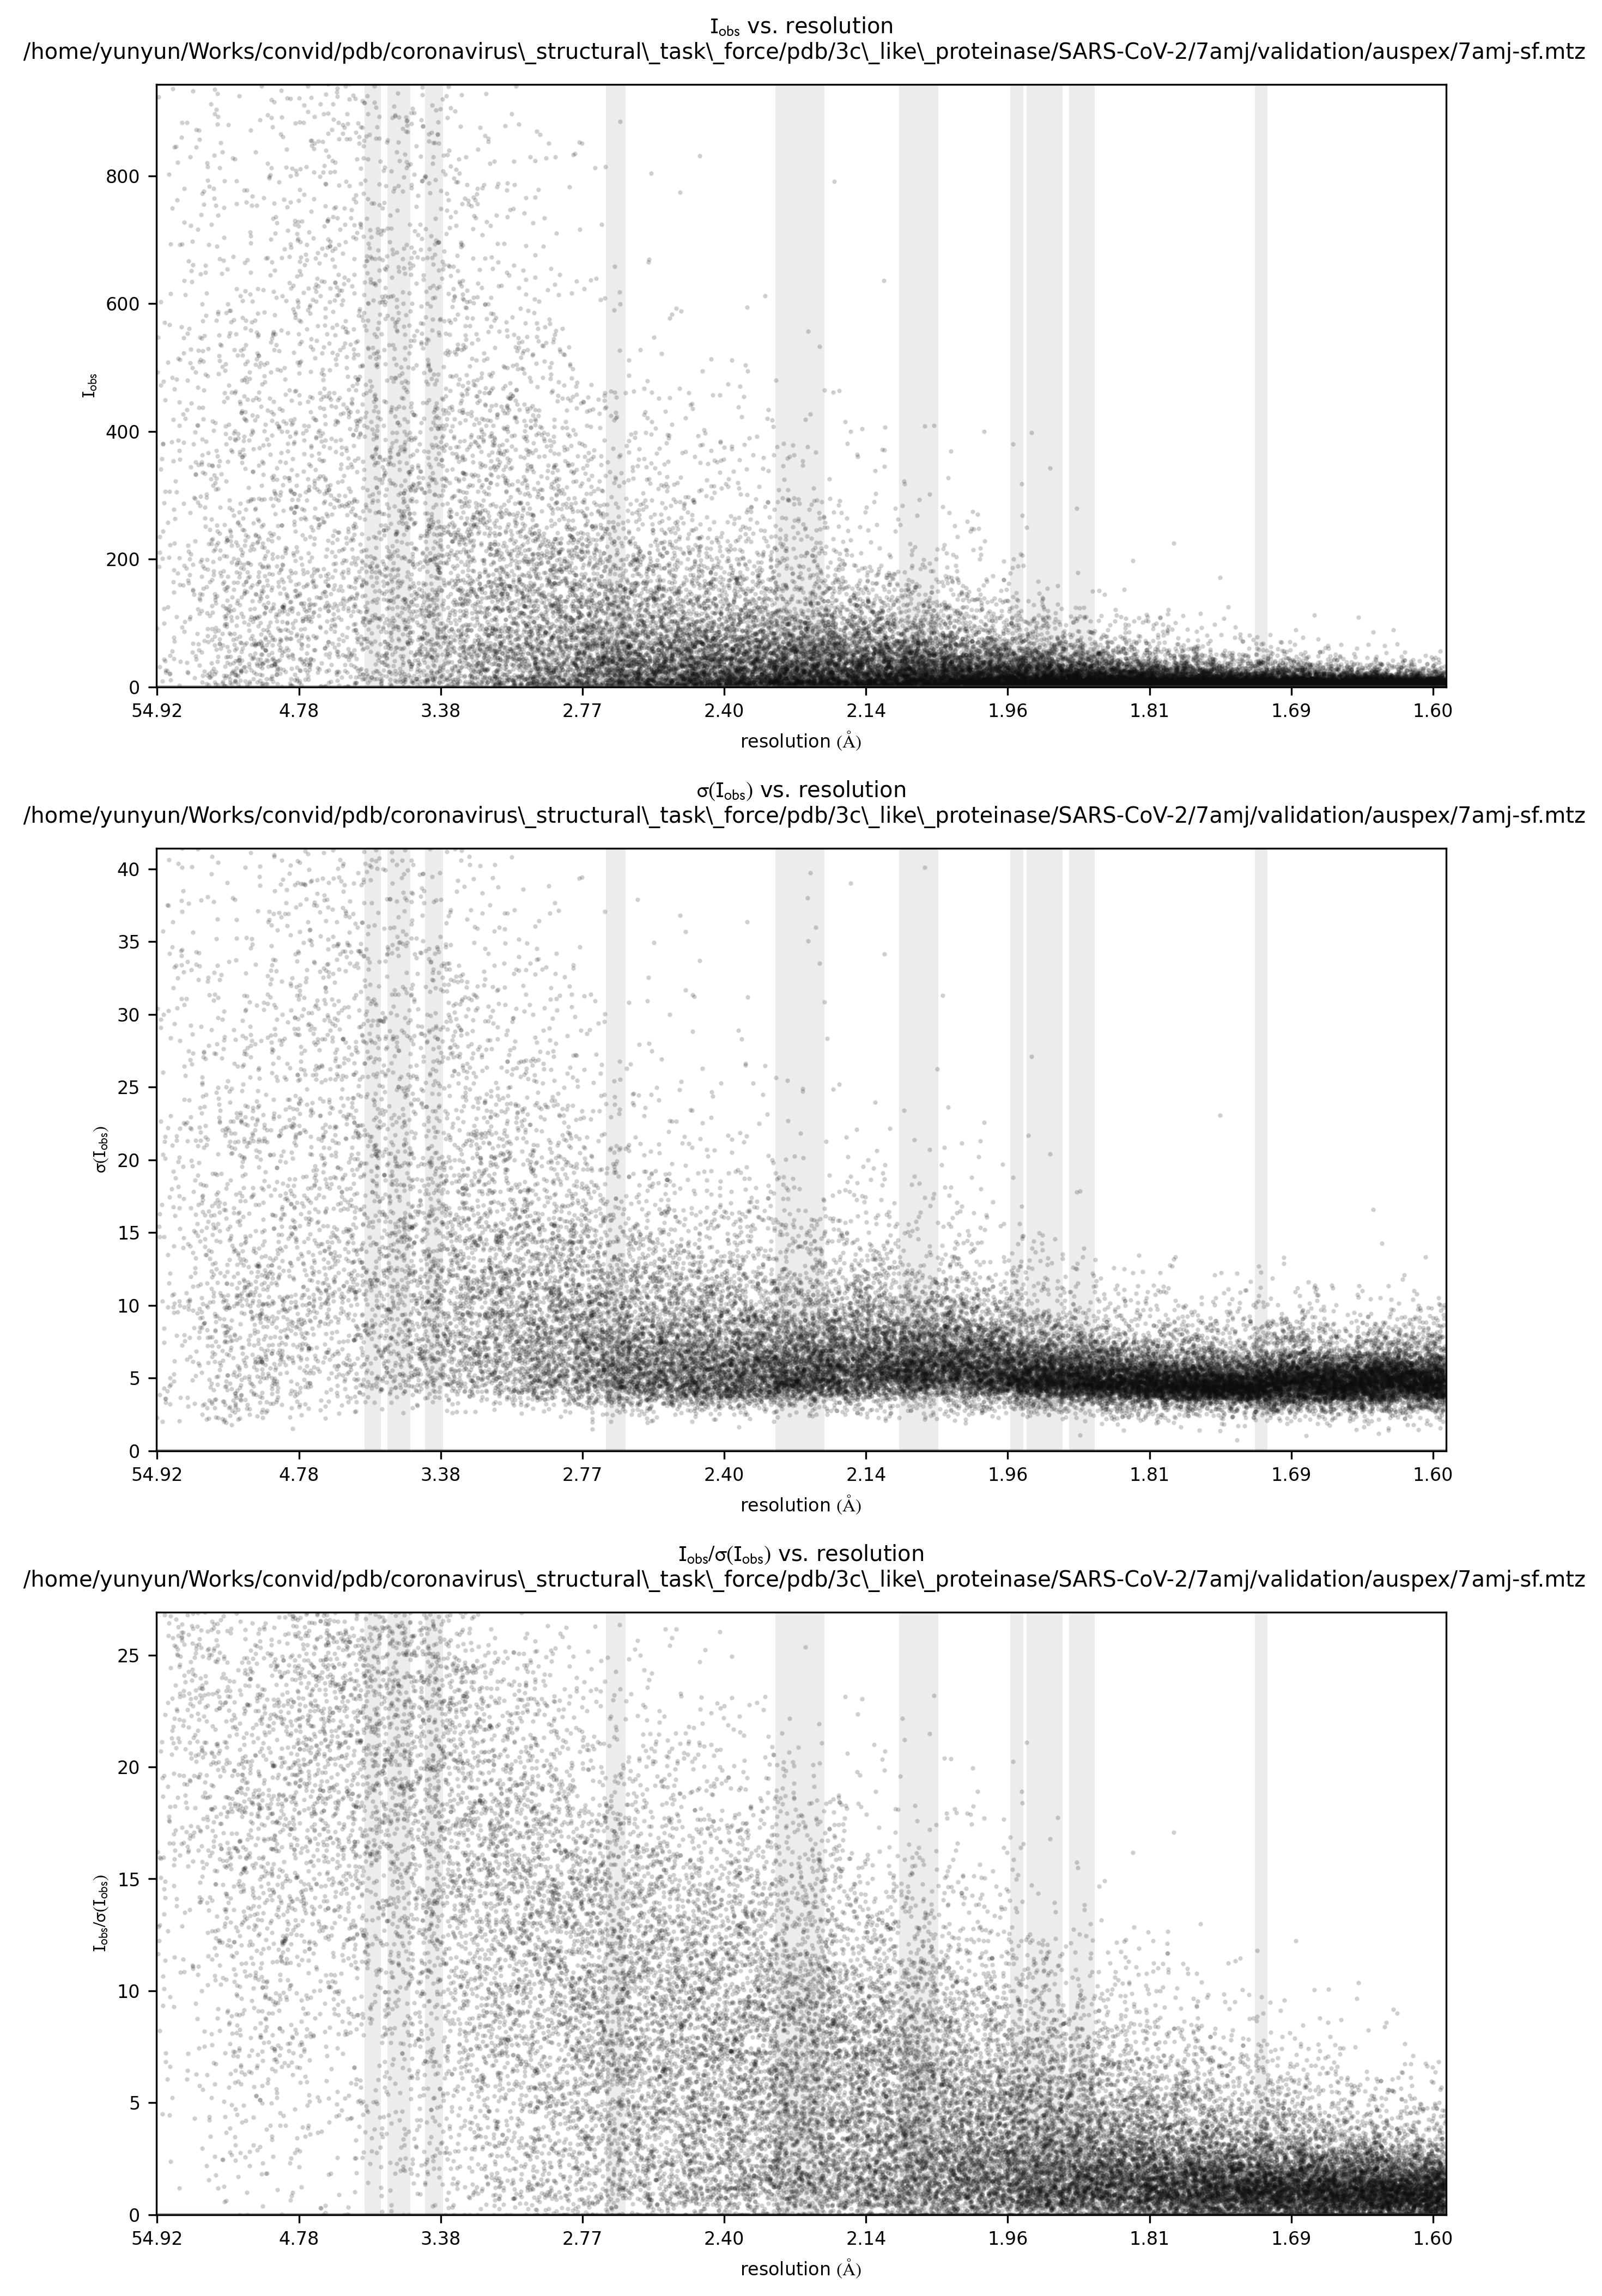 Iobs vs. resolution
/home/yunyun/Works/convid/pdb/coronavirus\_structural\_task\_force/pdb/3c\_like\_proteinase/SARS-CoV-2/7amj/validation/auspex/7amj-sf.mtz
800
600
400
200
0
Iobs
54.92 4.78 3.38 2.77 2.40 2.14 1.96 1.81 1.69 1.60
resolution (Å)
σ(Iobs) vs. resolution
/home/yunyun/Works/convid/pdb/coronavirus\_structural\_task\_force/pdb/3c\_like\_proteinase/SARS-CoV-2/7amj/validation/auspex/7amj-sf.mtz
40
35
30
25
20
15
10
5
0
σ(Iobs)
54.92 4.78 3.38 2.77 2.40 2.14 1.96 1.81 1.69 1.60
resolution (Å)
Iobs/σ(Iobs) vs. resolution
/home/yunyun/Works/convid/pdb/coronavirus\_structural\_task\_force/pdb/3c\_like\_proteinase/SARS-CoV-2/7amj/validation/auspex/7amj-sf.mtz
25
20
15
10
5
0
Iobs/σ(Iobs)
54.92 4.78 3.38 2.77 2.40 2.14 1.96 1.81 1.69 1.60
resolution (Å)